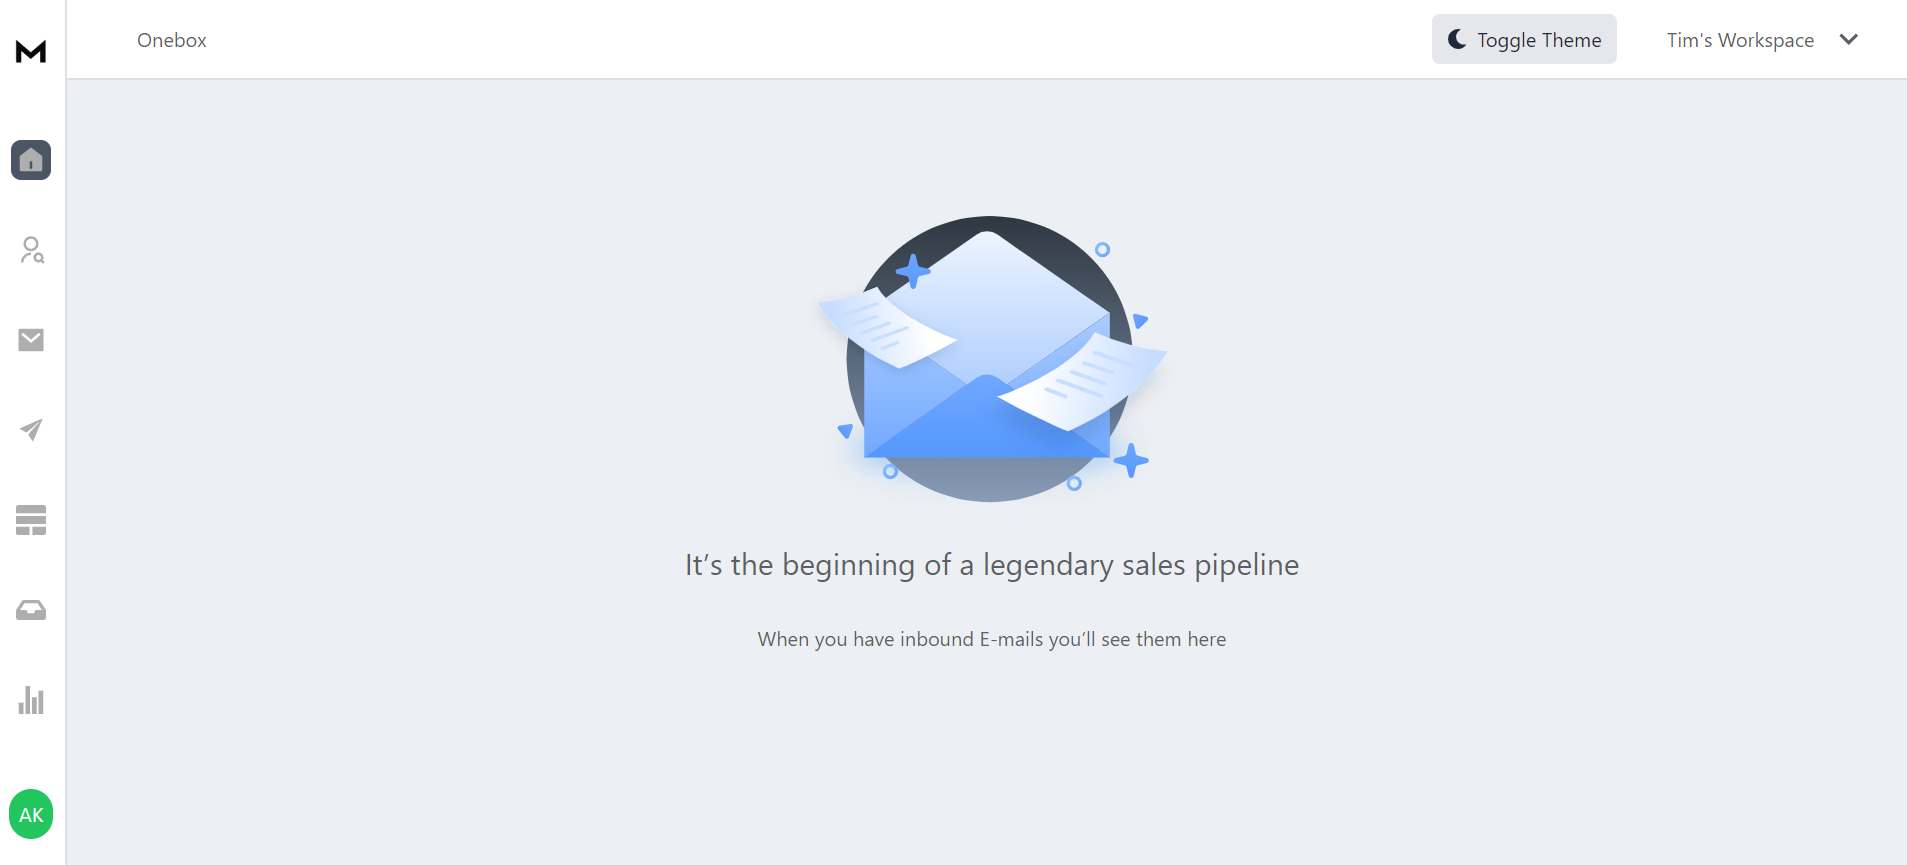 M
Onebox
Toggle Theme
Tim's Workspace
It’s the beginning of a legendary sales pipeline
When you have inbound E-mails you’ll see them here
AK